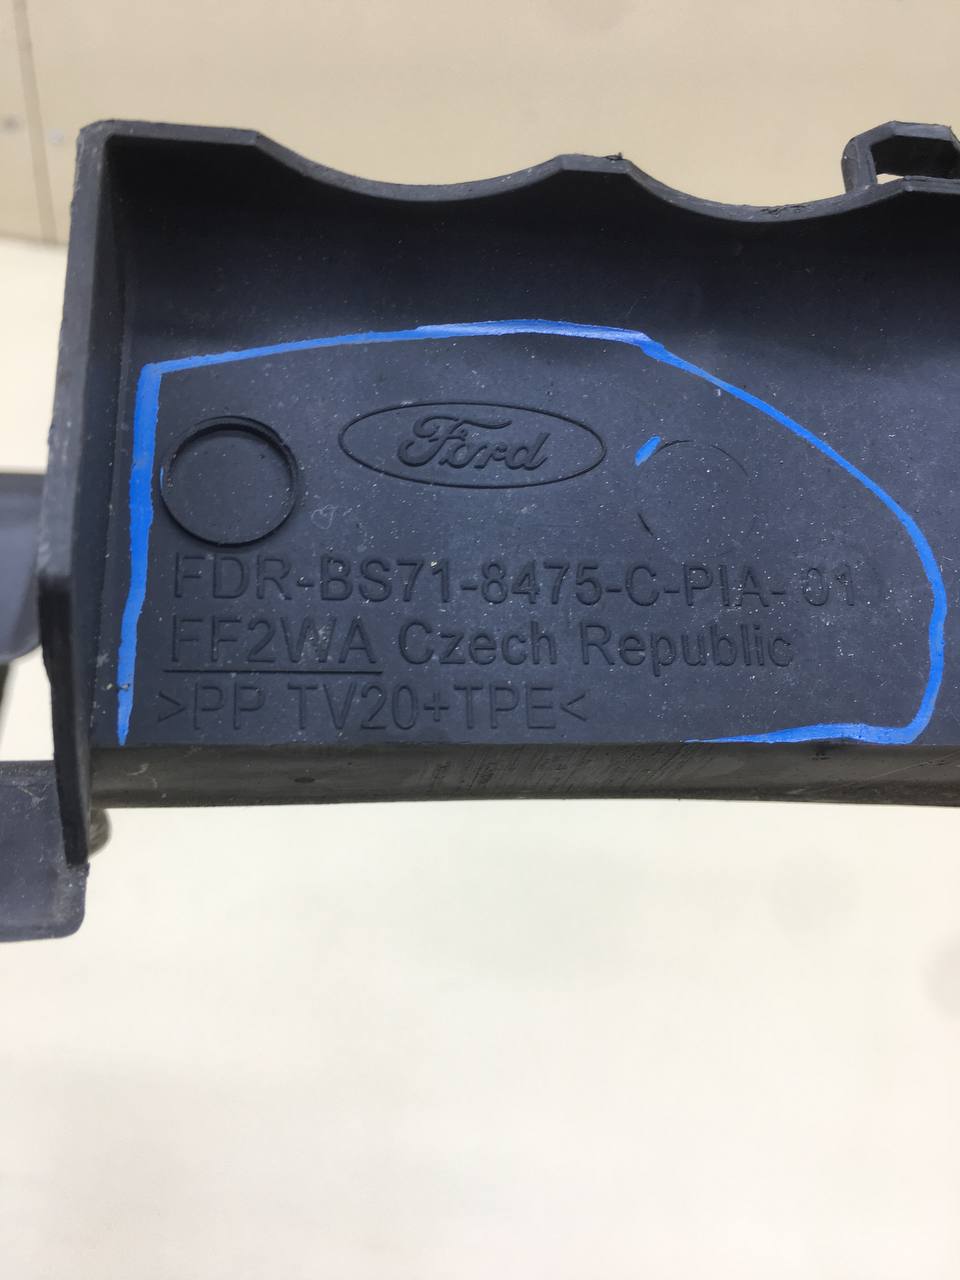 Ford
FDR-BS71-8475-C-PIA- 01
FF2WA Czech Republic
>PP TV20+TPE<